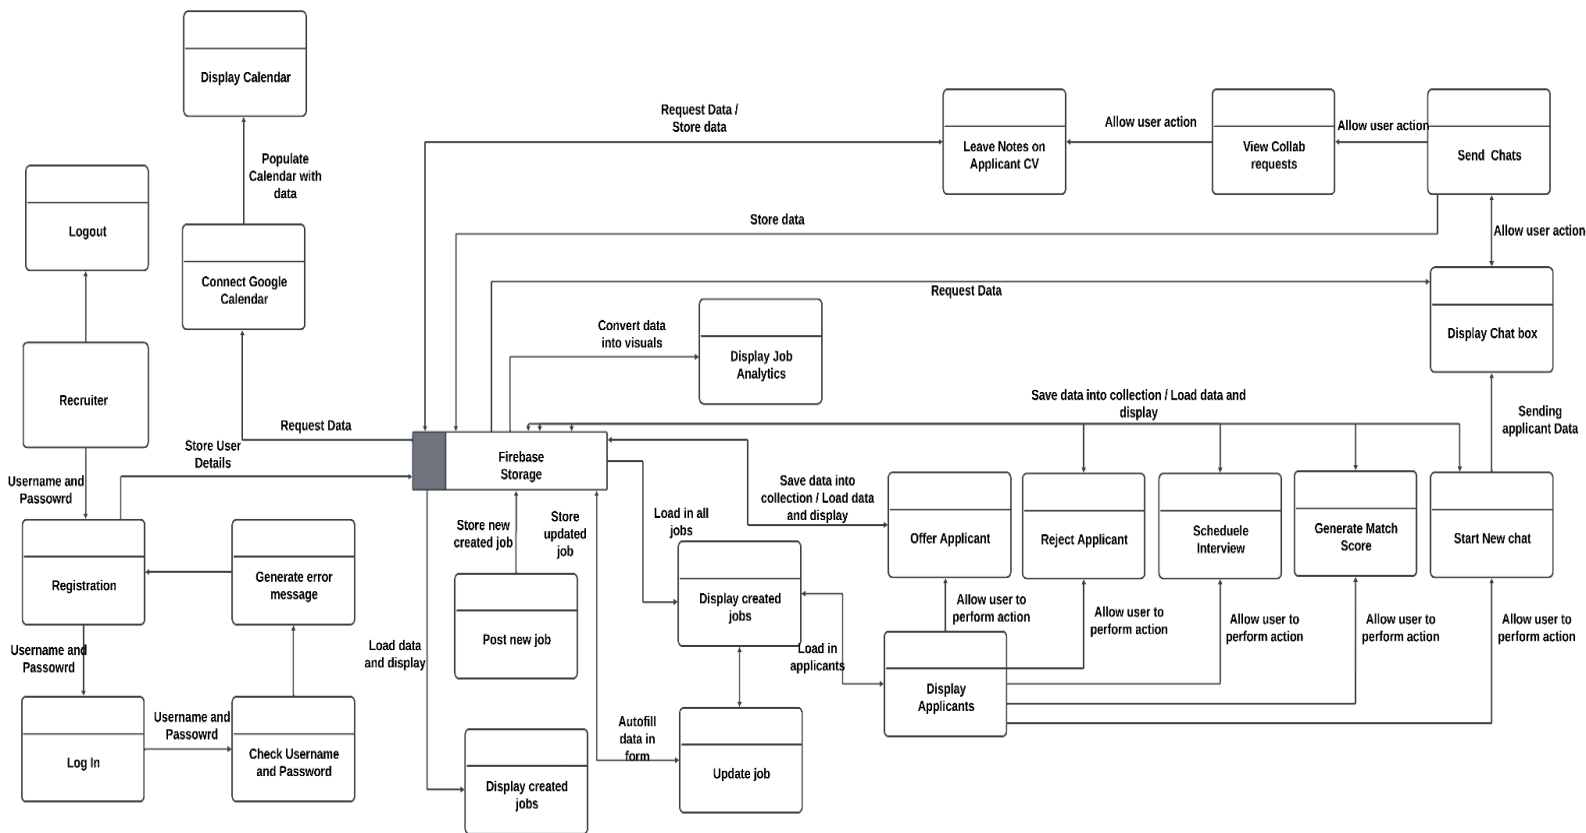 Display Calendar
Populate
Calendar with
data
Logout
Connect Google
Calendar
Recruiter
Request Data
Store User
Details
Username and
Passowrd
Registration
Generate error
message
Username and
Passowrd
Log In
Username and
Passowrd
Check Username
and Password
Request Data /
Store data
Leave Notes on
Applicant CV
Allow user action
View Collab
requests
Allow user action
Send  Chats
Store data
Allow user action
Request Data
Display Chat box
Convert data
into visuals
Display Job
Analytics
Save data into collection / Load data and
display
Sending
applicant Data
Firebase
Storage
Save data into
collection / Load data
and display
Store new
created job
Store
updated
job
Load in all
jobs
Offer Applicant
Reject Applicant
Scheduele
Interview
Generate Match
Score
Start New chat
Display created
jobs
Post new job
Load data
and display
Load in
applicants
Allow user to
perform action
Allow user to
perform action
Allow user to
perform action
Allow user to
perform action
Allow user to
perform action
Display
Applicants
Autofill
data in
form
Update job
Display created
jobs